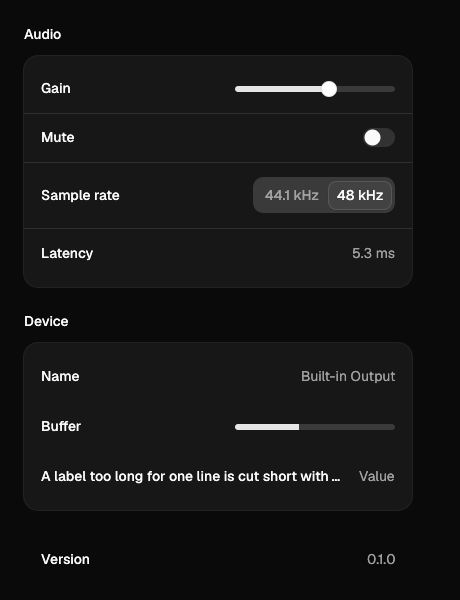 Audio
Gain
Mute
Sample rate 44.1 kHz 48 kHz
Latency 5.3 ms
Device
Name Built-in Output
Buffer
A label too long for one line is cut short with ... Value
Version 0.1.0